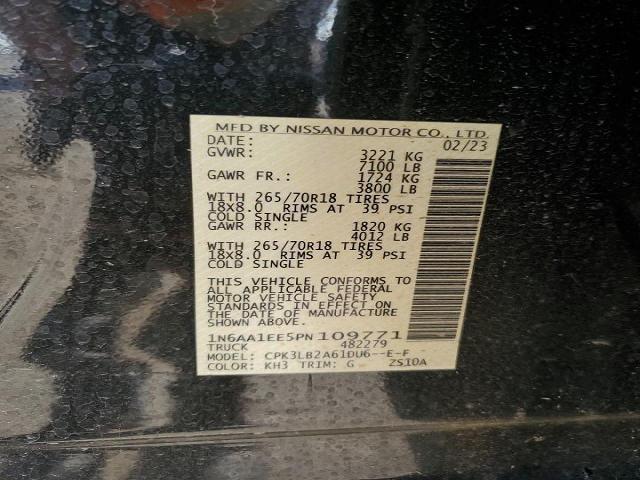 MFD BY NISSAN MOTOR CO., LTD.
DATE: 02/23
GVWR: 3221 KG
7100 LB
GAWR FR.: 1724 KG
3800 LB
WITH 265/70R18 TIRES
18X8.0 RIMS AT 39 PSI
COLD SINGLE
GAWR RR.: 1820 KG
4012 LB
WITH 265/70R18 TIRES
18X8.0 RIMS AT 39 PSI
COLD SINGLE
THIS VEHICLE CONFORMS TO
ALL APPLICABLE FEDERAL
MOTOR VEHICLE SAFETY
STANDARDS IN EFFECT ON
THE DATE OF MANUFACTURE
SHOWN ABOVE.
1N6AA1EE5PN109771
TRUCK 482279
MODEL: CPK3LB2A61DU6--E-F
COLOR: KH3 TRIM: G ZS10A